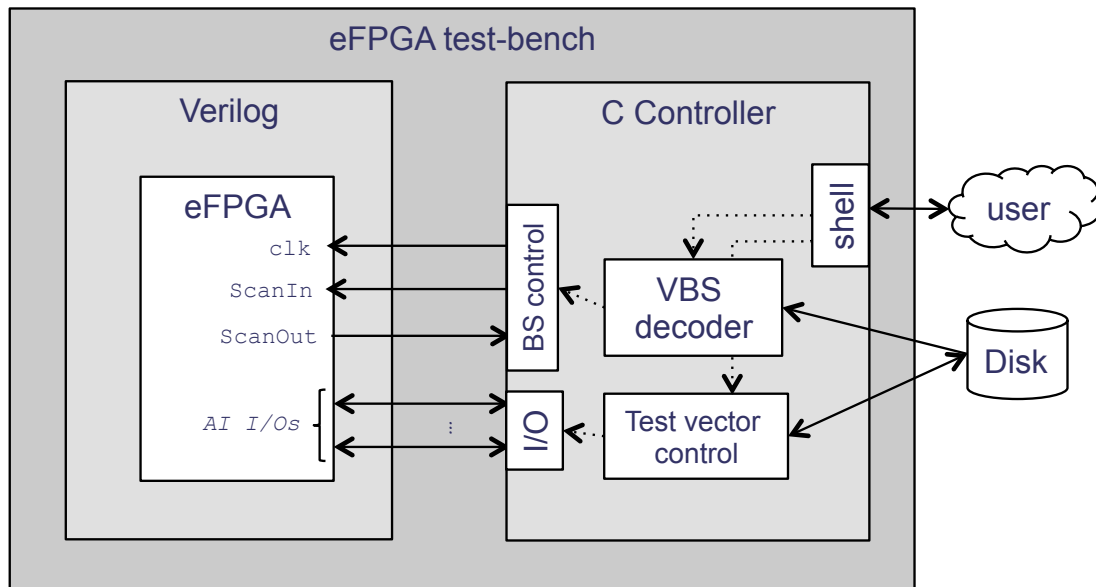 eFPGA test-bench
Verilog
C Controller
eFPGA
clk
ScanIn
ScanOut
AI I/Os
...
BS control
I/O
shell
VBS
decoder
Test vector
control
user
Disk